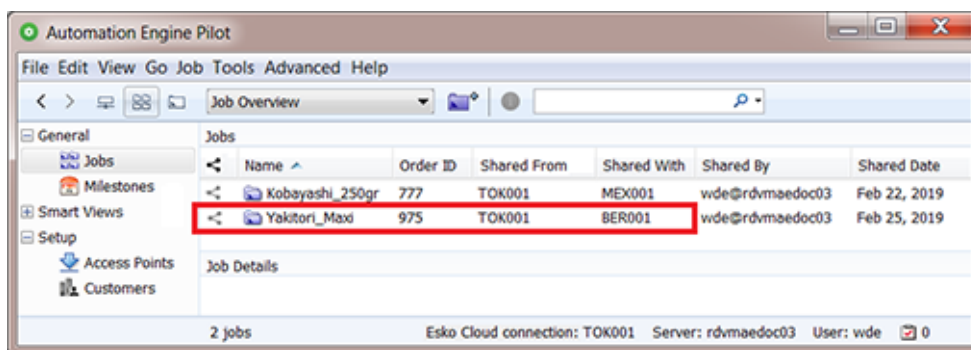 Automation Engine Pilot
File Edit View Go Job Tools Advanced Help
Job Overview
General
Jobs
Milestones
Smart Views
Setup
Access Points
Customers
Jobs
Name Order ID Shared From Shared With Shared By Shared Date
Kobayashi_250gr 777 TOK001 MEX001 wde@rdvmaedoc03 Feb 22, 2019
Yakitori_Maxi 975 TOK001 BER001 wde@rdvmaedoc03 Feb 25, 2019
Job Details
2 jobs Esko Cloud connection: TOK001 Server: rdvmaedoc03 User: wde 0